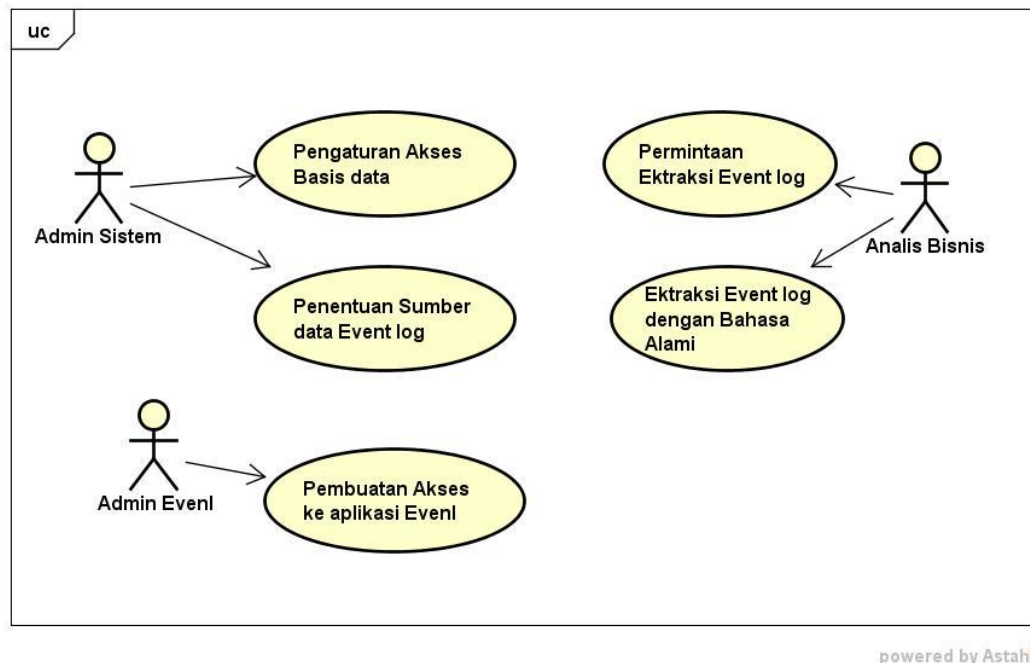 uc
Pengaturan Akses
Basis data
Admin Sistem
Penentuan Sumber
data Event log
Permintaan
Ektraksi Event log
Analis Bisnis
Ektraksi Event log
dengan Bahasa
Alami
Admin Evenl
Pembuatan Akses
ke aplikasi Evenl
powered by Astah